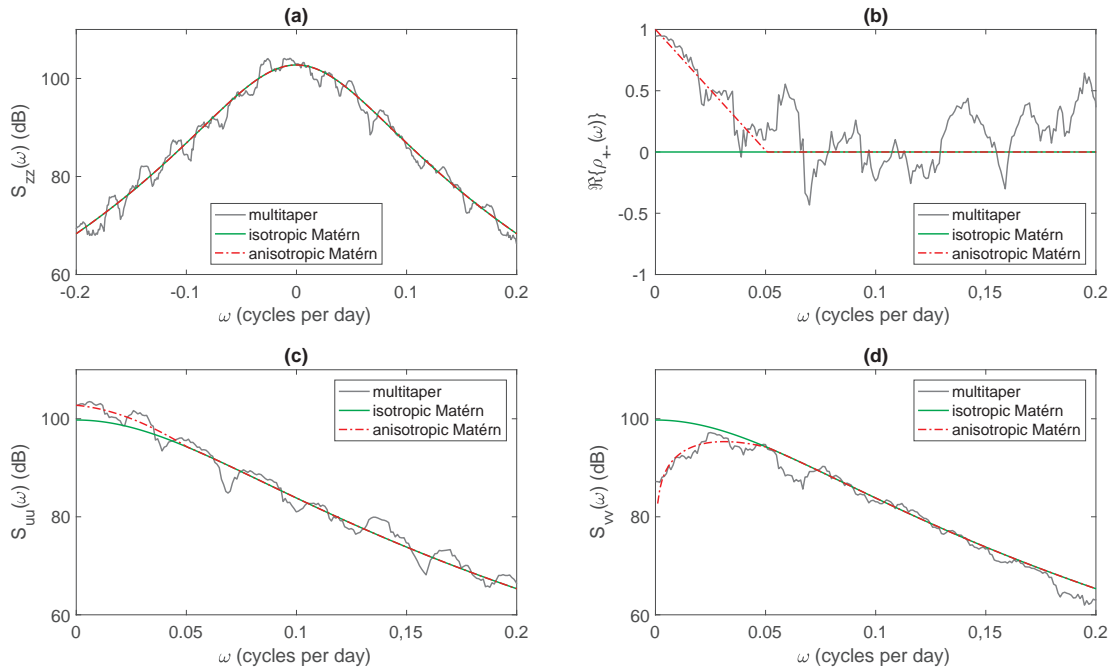 (a)
S_zz(ω) (dB)
100
80
60
-0.2
-0.1
0
0.1
0.2
ω (cycles per day)
multitaper
isotropic Matérn
anisotropic Matérn
(b)
ℜ{ρ_+-(ω)}
1
0.5
0
-0.5
-1
0
0.05
0.1
0,15
0.2
ω (cycles per day)
multitaper
isotropic Matérn
anisotropic Matérn
(c)
S_uu(ω) (dB)
100
80
60
0
0.05
0.1
0,15
0.2
ω (cycles per day)
multitaper
isotropic Matérn
anisotropic Matérn
(d)
S_vv(ω) (dB)
100
80
60
0
0.05
0.1
0,15
0.2
ω (cycles per day)
multitaper
isotropic Matérn
anisotropic Matérn